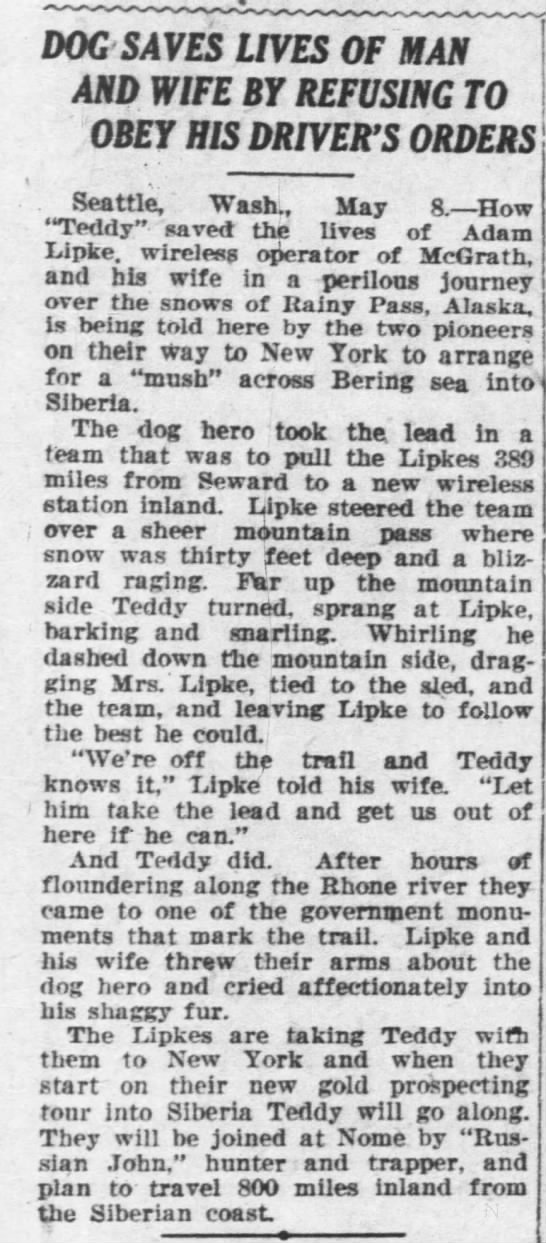 DOG SAVES LIVES OF MAN
AND WIFE BY REFUSING TO
OBEY HIS DRIVER'S ORDERS
Seattle, Wash., May 8.—How
"Teddy" saved the lives of Adam
Lipke, wireless operator of McGrath,
and his wife in a perilous journey
over the snows of Rainy Pass, Alaska,
is being told here by the two pioneers
on their way to New York to arrange
for a "mush" across Bering sea into
Siberia.
The dog hero took the lead in a
team that was to pull the Lipkes 389
miles from Seward to a new wireless
station inland. Lipke steered the team
over a sheer mountain pass where
snow was thirty feet deep and a bliz-
zard raging. Far up the mountain
side Teddy turned, sprang at Lipke,
barking and snarling. Whirling he
dashed down the mountain side, drag-
ging Mrs. Lipke, tied to the sled, and
the team, and leaving Lipke to follow
the best he could.
"We're off the trail and Teddy
knows it," Lipke told his wife. "Let
him take the lead and get us out of
here if he can."
And Teddy did. After hours of
floundering along the Rhone river they
came to one of the government monu-
ments that mark the trail. Lipke and
his wife threw their arms about the
dog hero and cried affectionately into
his shaggy fur.
The Lipkes are taking Teddy with
them to New York and when they
start on their new gold prospecting
tour into Siberia Teddy will go along.
They will be joined at Nome by "Rus-
sian John," hunter and trapper, and
plan to travel 800 miles inland from
the Siberian coast.